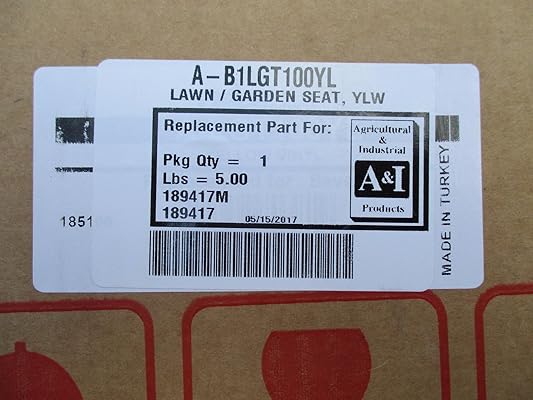 A-B1LGT100YL
LAWN / GARDEN SEAT, YLW
Replacement Part For:
Pkg Qty = 1
Lbs = 5.00
189417M
189417
05/15/2017
Agricultural
&
Industrial
A&I
Products
MADE IN TURKEY
185